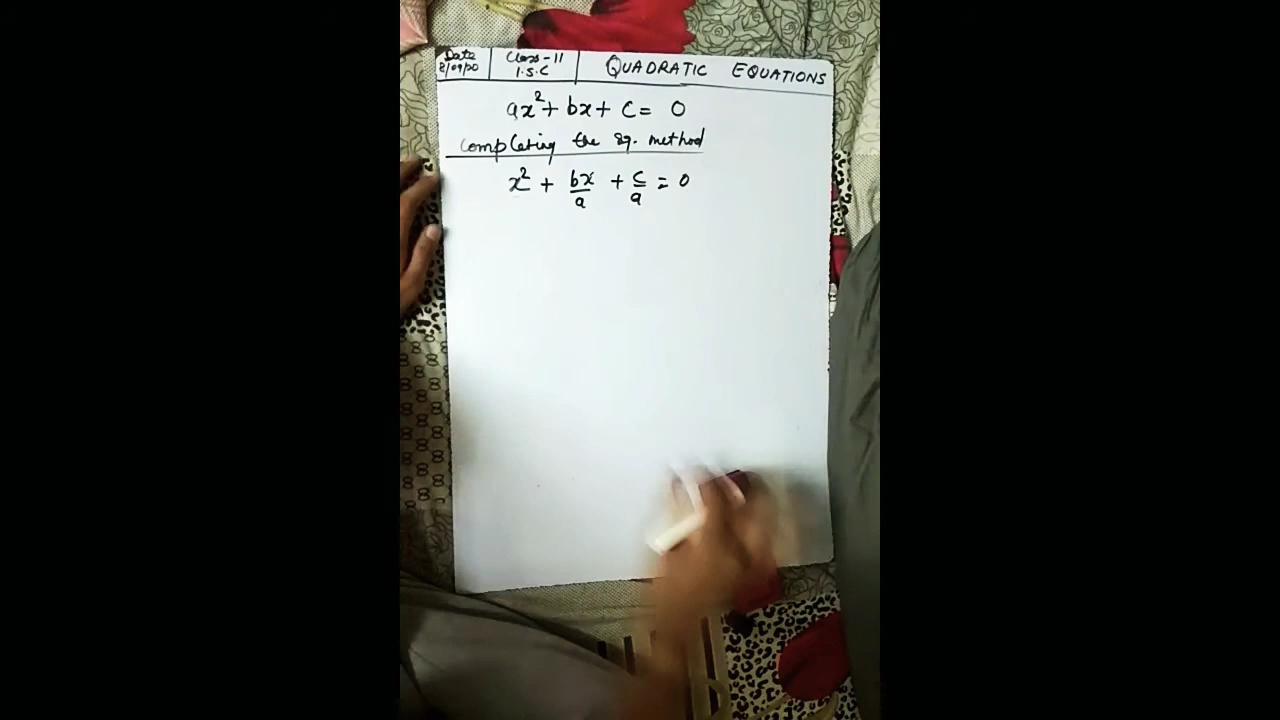 Date 8/09/20 Class-11 I.S.C QUADRATIC EQUATIONS
ax² + bx + c = 0
completing the sq. method
x² + bx/a + c/a = 0